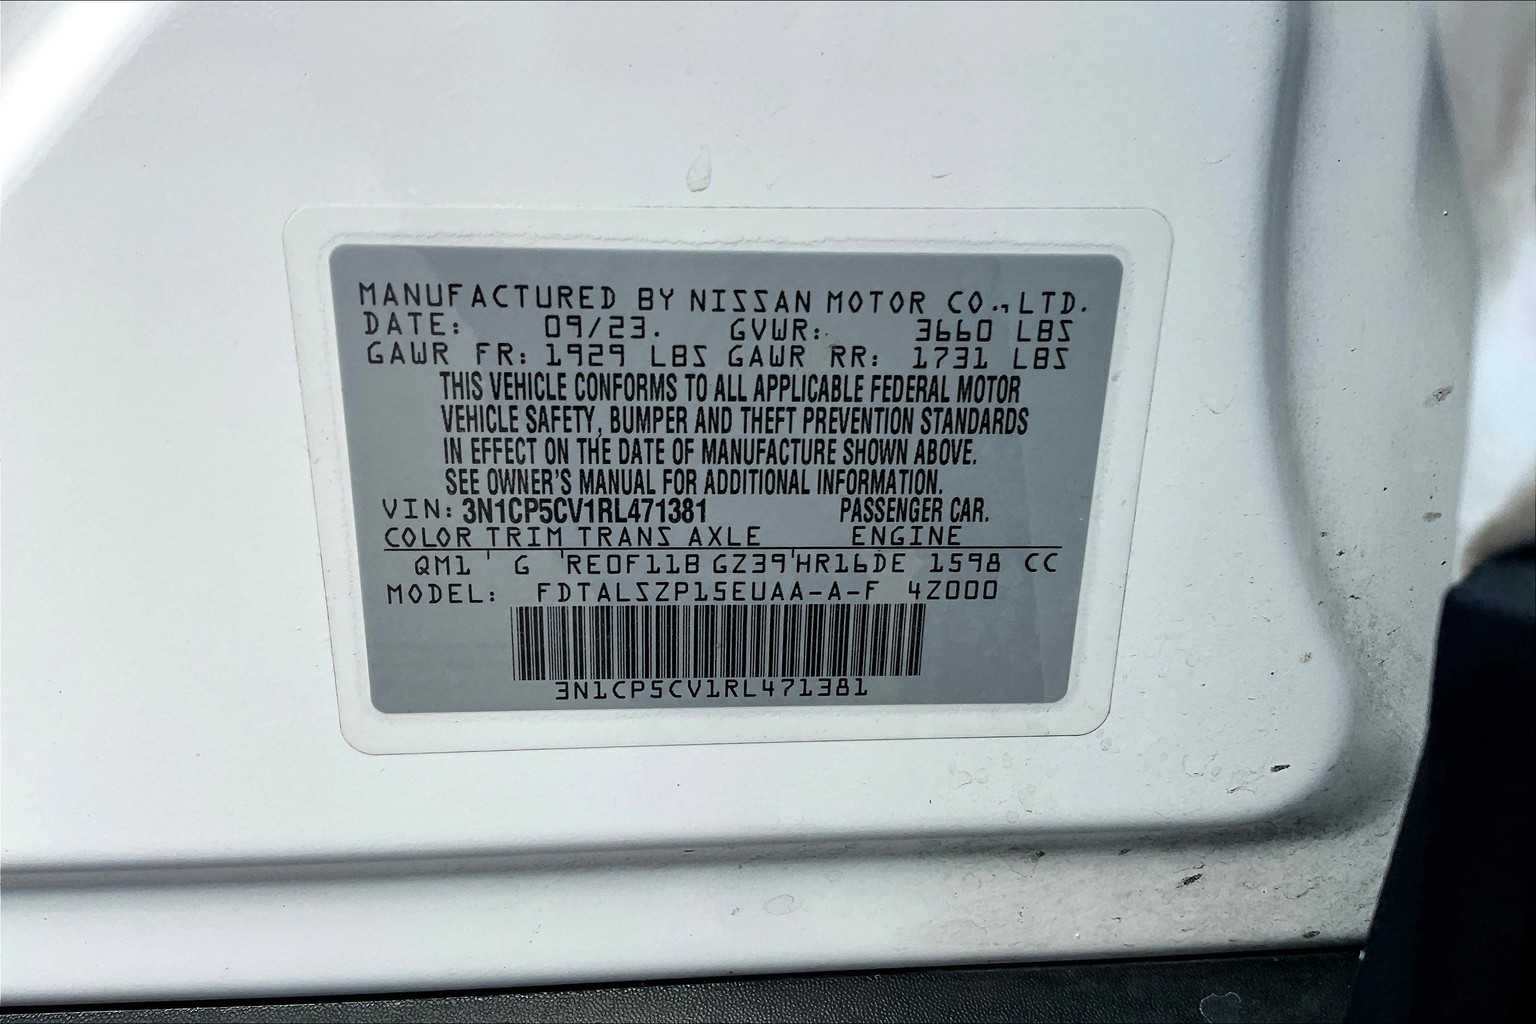 MANUFACTURED BY NISSAN MOTOR CO., LTD.
DATE: 09/23. GVWR: 3660 LBS
GAWR FR: 1929 LBS GAWR RR: 1731 LBS
THIS VEHICLE CONFORMS TO ALL APPLICABLE FEDERAL MOTOR
VEHICLE SAFETY, BUMPER AND THEFT PREVENTION STANDARDS
IN EFFECT ON THE DATE OF MANUFACTURE SHOWN ABOVE.
SEE OWNER'S MANUAL FOR ADDITIONAL INFORMATION.
VIN: 3N1CP5CV1RL471381 PASSENGER CAR.
COLOR TRIM TRANS AXLE ENGINE
QM1 G RE0F11B GZ39 HR16DE 1598 CC
MODEL: FDTALSZP15EUAA-A-F 4Z000
3N1CP5CV1RL471381